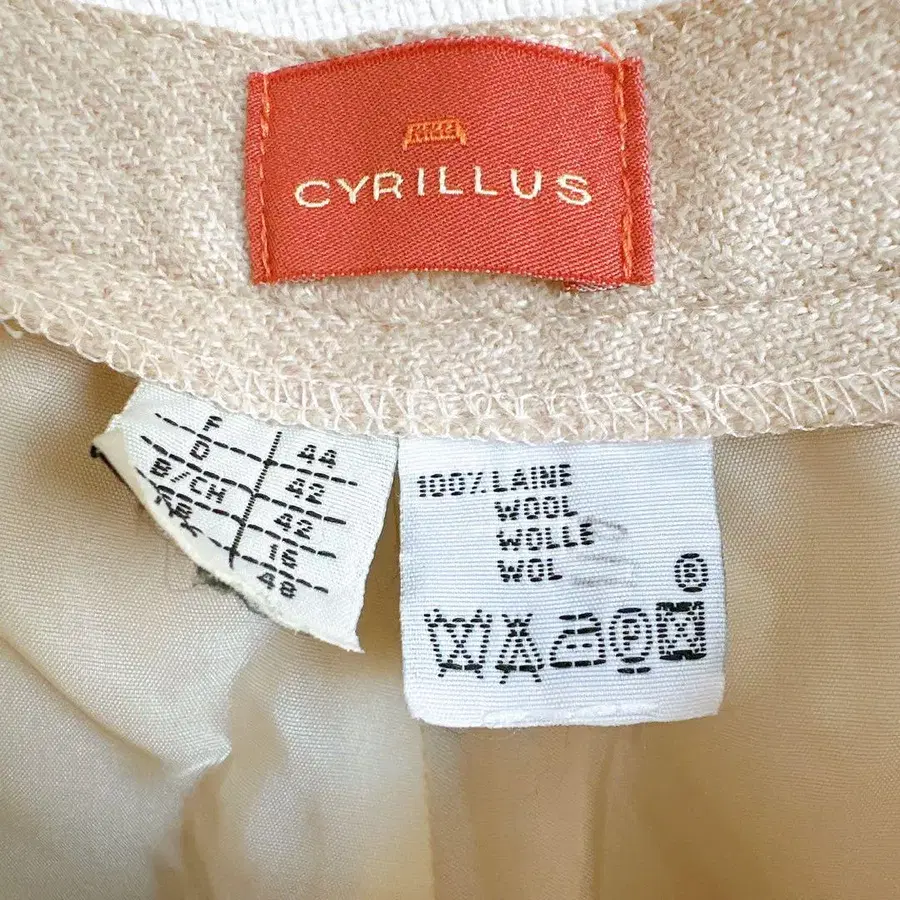 CYRILLUS
F 44
D 42
B/CH 42
16
48
100% LAINE
WOOL
WOLLE
WOL
®
P